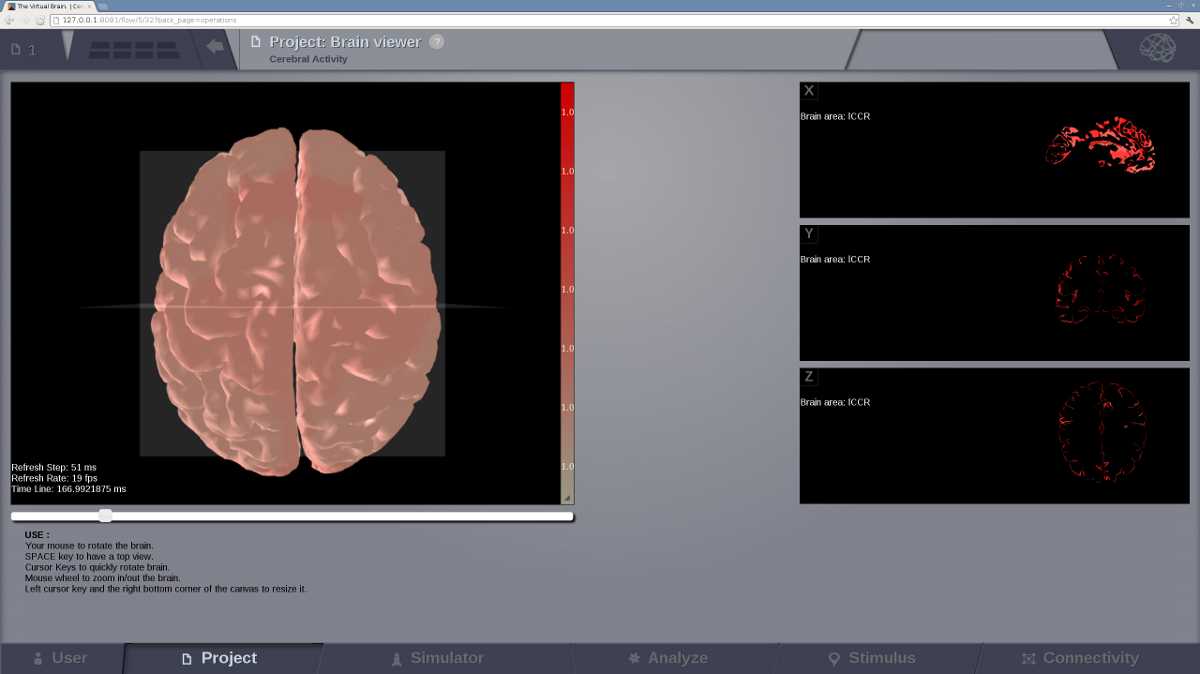 The Virtual Brain. | Cer
127.0.0.1:8081/flow/5/32?back_page=operations
1
Project: Brain viewer ?
Cerebral Activity
1.0
1.0
1.0
1.0
1.0
1.0
1.0
Refresh Step: 51 ms
Refresh Rate: 19 fps
Time Line: 166.9921875 ms
X
Brain area: lCCR
Y
Brain area: lCCR
Z
Brain area: lCCR
USE :
Your mouse to rotate the brain.
SPACE key to have a top view.
Cursor Keys to quickly rotate brain.
Mouse wheel to zoom in/out the brain.
Left cursor key and the right bottom corner of the canvas to resize it.
User
Project
Simulator
Analyze
Stimulus
Connectivity